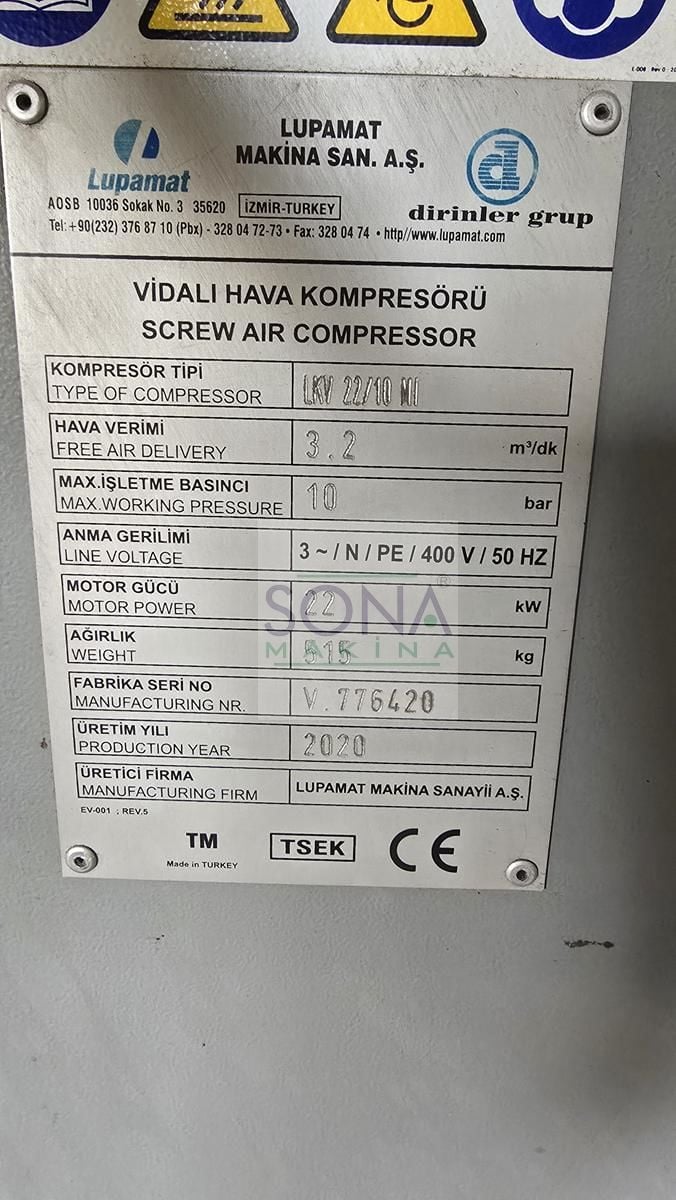 L-006 Rev 0 : 20
Lupamat
LUPAMAT
MAKİNA SAN. A.Ş.
d
dirinler grup
AOSB 10036 Sokak No. 3 35620 İZMİR-TURKEY
Tel: +90(232) 376 87 10 (Pbx) - 328 04 72-73 • Fax: 328 04 74 • http//www.lupamat.com
VİDALI HAVA KOMPRESÖRÜ
SCREW AIR COMPRESSOR
KOMPRESÖR TİPİ
TYPE OF COMPRESSOR
LKV 22/10 MI
HAVA VERİMİ
FREE AIR DELIVERY
3.2 m³/dk
MAX.İŞLETME BASINCI
MAX.WORKING PRESSURE
10 bar
ANMA GERİLİMİ
LINE VOLTAGE
3 ~ / N / PE / 400 V / 50 HZ
MOTOR GÜCÜ
MOTOR POWER
22 kW
AĞIRLIK
WEIGHT
515 kg
FABRİKA SERİ NO
MANUFACTURING NR.
V.776420
ÜRETİM YILI
PRODUCTION YEAR
2020
ÜRETİCİ FİRMA
MANUFACTURING FIRM
LUPAMAT MAKİNA SANAYİİ A.Ş.
EV-001 ; REV.5
TM
Made in TURKEY
TSEK
CE
SONA®
MAKİNA